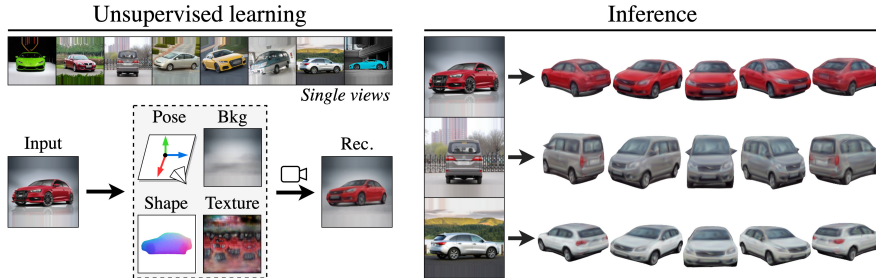 Unsupervised learning
Single views
Input
Pose
Bkg
Shape
Texture
Rec.
Inference